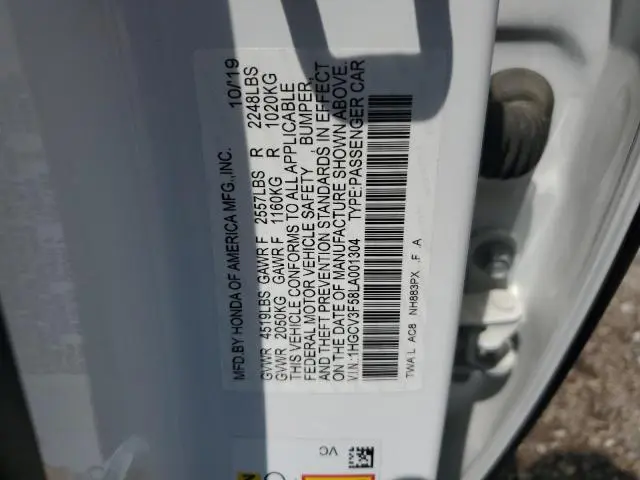 MFD.BY HONDA OF AMERICA MFG.,INC. 10/19
GVWR 4519LBS GAWR F 2557LBS R 2248LBS
GVWR 2050KG GAWR F 1160KG R 1020KG
THIS VEHICLE CONFORMS TO ALL APPLICABLE
FEDERAL MOTOR VEHICLE SAFETY BUMPER,
AND THEFT PREVENTION STANDARDS IN EFFECT
ON THE DATE OF MANUFACTURE SHOWN ABOVE.
V.I.N.:1HGCV3F58LA001304 TYPE:PASSENGER CAR
TWA L AC8 NH883PX .F .A
VC